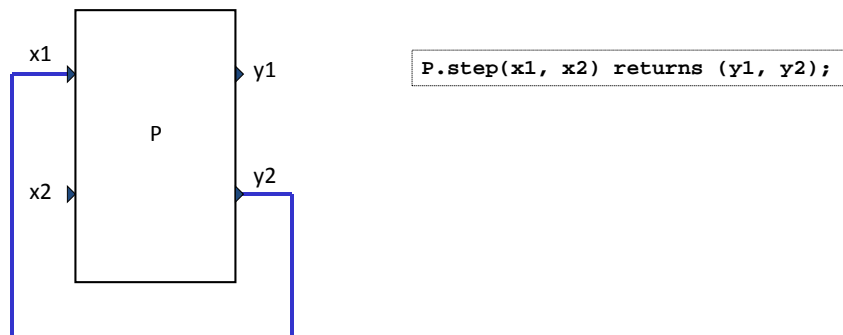 x1
y1
P.step(x1, x2) returns (y1, y2);
P
x2
y2